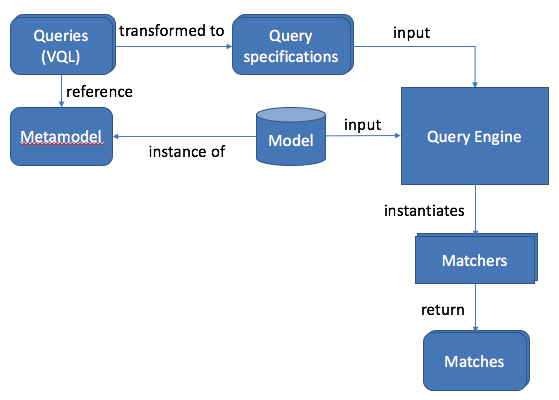 Queries
(VQL)
transformed to
Query
specifications
input
reference
Metamodel
instance of
Model
input
Query Engine
instantiates
Matchers
return
Matches